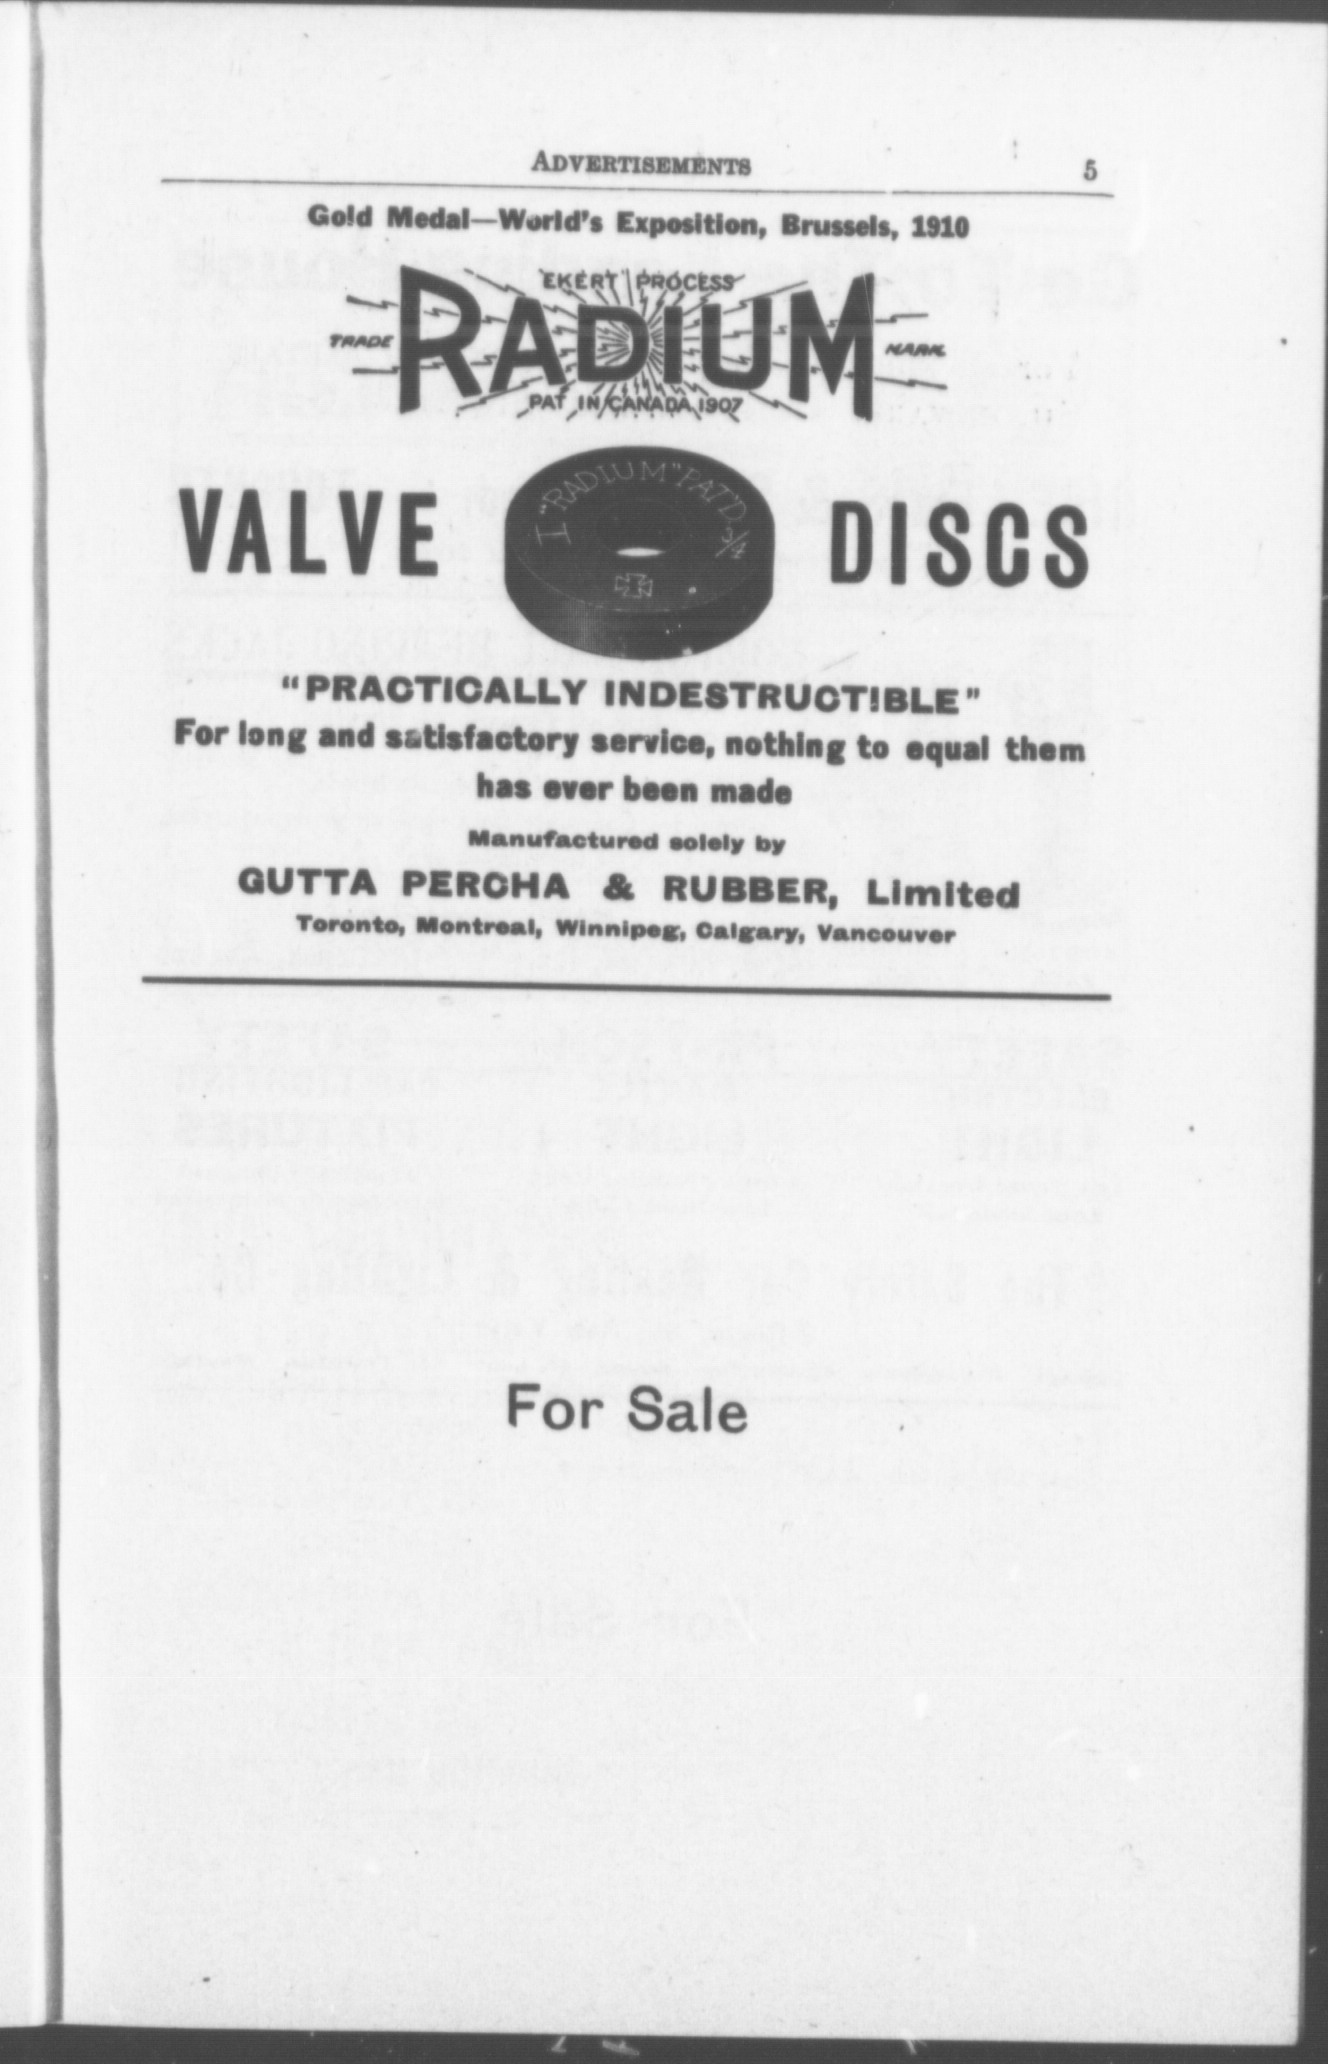 ADVERTISEMENTS 5
Gold Medal—World's Exposition, Brussels, 1910
"EKERT" PROCESS
TRADE RADIUM MARK
PAT IN CANADA 1907
VALVE DISCS
I "RADIUM" PAT'D. 3/4
"PRACTICALLY INDESTRUCTIBLE"
For long and satisfactory service, nothing to equal them
has ever been made
Manufactured solely by
GUTTA PERCHA & RUBBER, Limited
Toronto, Montreal, Winnipeg, Calgary, Vancouver
For Sale